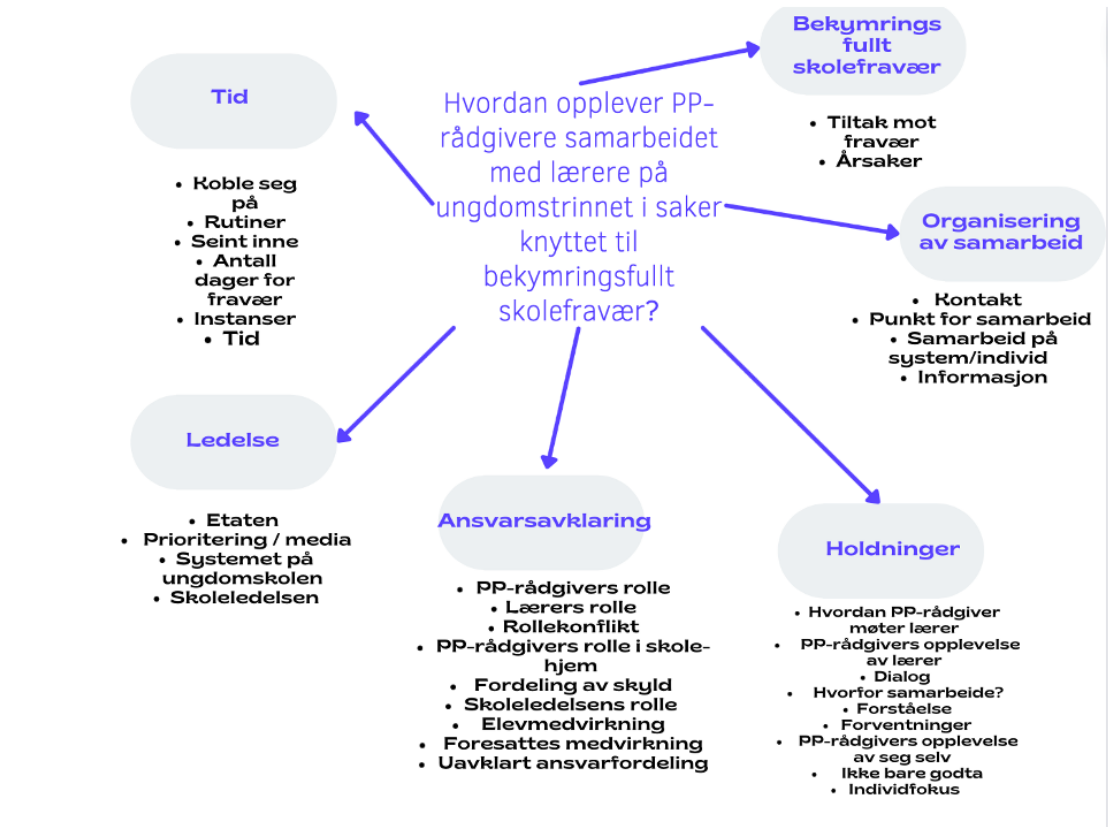 Hvordan opplever PP-
rådgivere samarbeidet
med lærere på
ungdomstrinnet i saker
knyttet til
bekymringsfullt
skolefravær?
Bekymrings
fullt
skolefravær
• Tiltak mot
fravær
• Årsaker
Tid
• Koble seg
på
• Rutiner
• Seint inne
• Antall
dager for
fravær
• Instanser
• Tid
Organisering
av samarbeid
• Kontakt
• Punkt for samarbeid
• Samarbeid på
system/individ
• Informasjon
Ledelse
• Etaten
• Prioritering / media
• Systemet på
ungdomskolen
• Skoleledelsen
Ansvarsavklaring
• PP-rådgivers rolle
• Lærers rolle
• Rollekonflikt
• PP-rådgivers rolle i skole-
hjem
• Fordeling av skyld
• Skoleledelsens rolle
• Elevmedvirkning
• Foresattes medvirkning
• Uavklart ansvarfordeling
Holdninger
• Hvordan PP-rådgiver
møter lærer
• PP-rådgivers opplevelse
av lærer
• Dialog
• Hvorfor samarbeide?
• Forståelse
• Forventninger
• PP-rådgivers opplevelse
av seg selv
• Ikke bare godta
• Individfokus